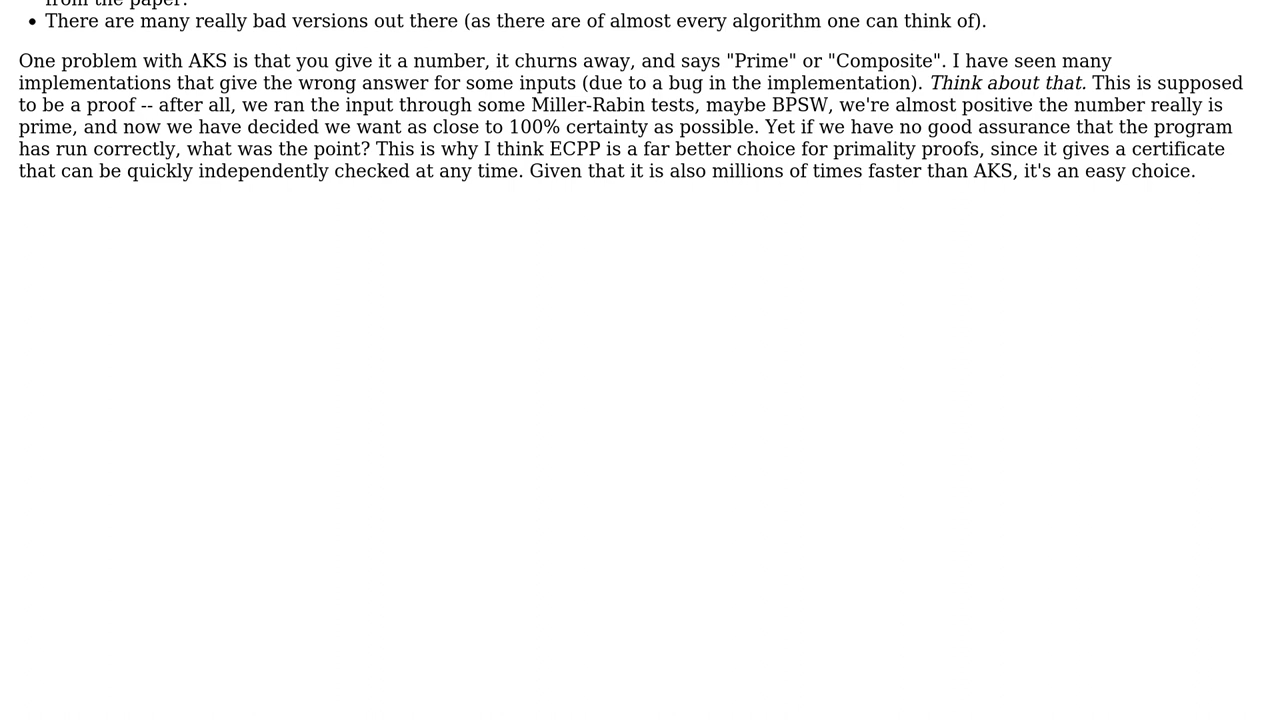 from the paper.
• There are many really bad versions out there (as there are of almost every algorithm one can think of).
One problem with AKS is that you give it a number, it churns away, and says "Prime" or "Composite". I have seen many
implementations that give the wrong answer for some inputs (due to a bug in the implementation). Think about that. This is supposed
to be a proof -- after all, we ran the input through some Miller-Rabin tests, maybe BPSW, we're almost positive the number really is
prime, and now we have decided we want as close to 100% certainty as possible. Yet if we have no good assurance that the program
has run correctly, what was the point? This is why I think ECPP is a far better choice for primality proofs, since it gives a certificate
that can be quickly independently checked at any time. Given that it is also millions of times faster than AKS, it's an easy choice.